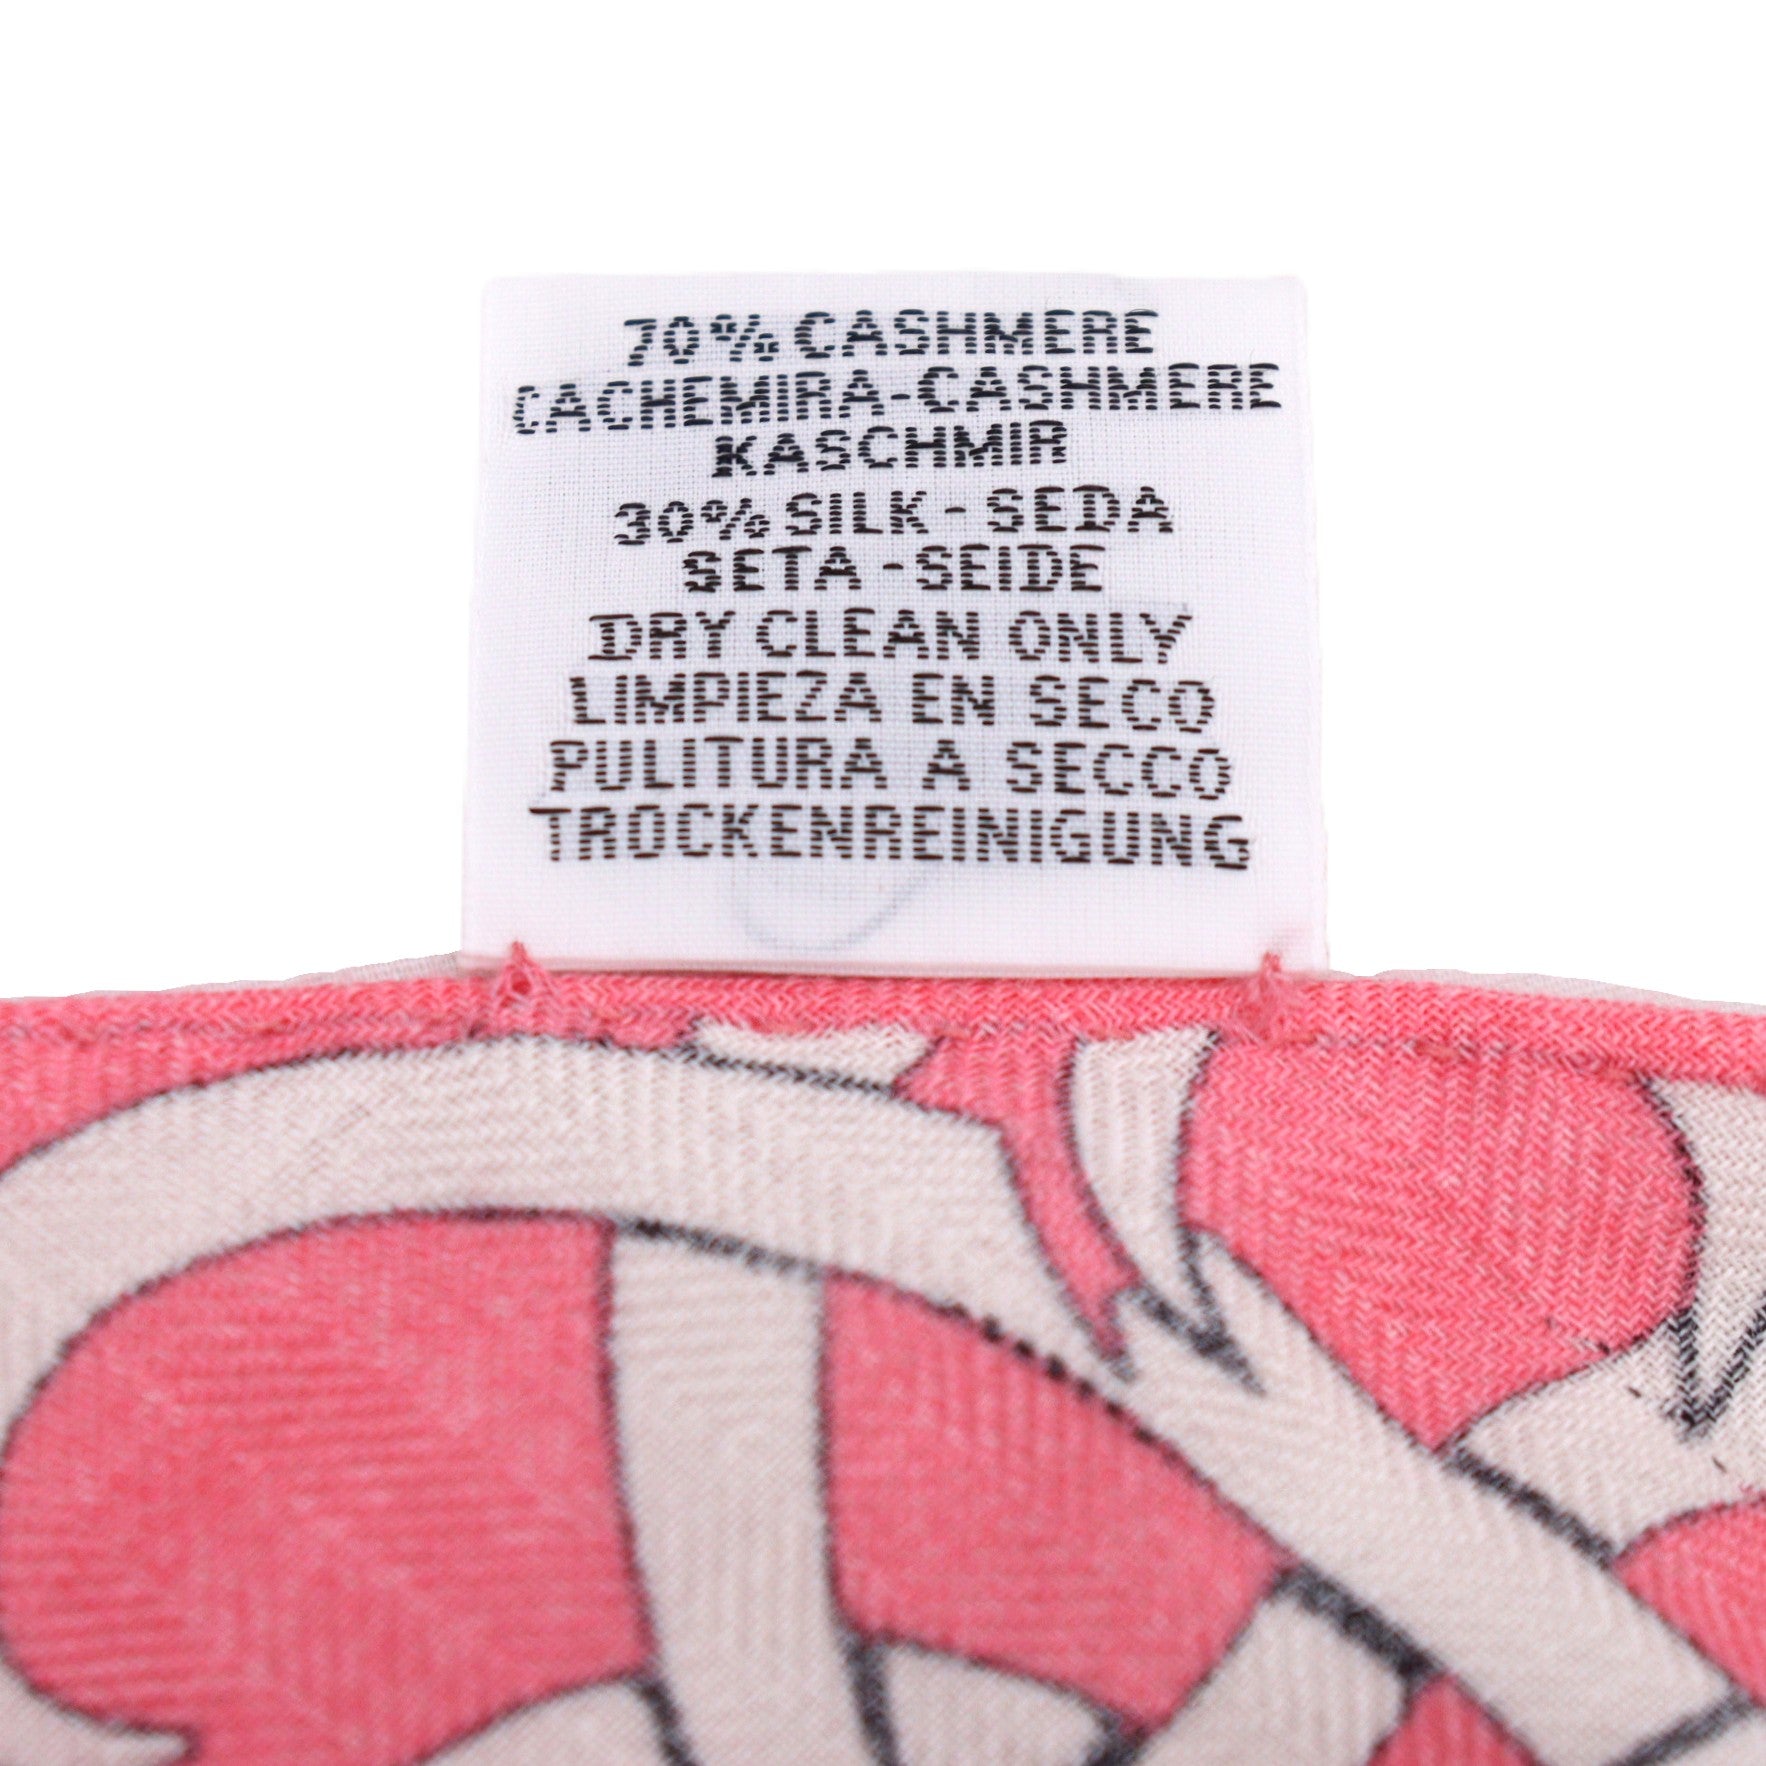 70% CASHMERE
CACHEMIRA-CASHMERE
KASCHMIR
30% SILK - SEDA
SETA - SEIDE
DRY CLEAN ONLY
LIMPIEZA EN SECO
PULITURA A SECCO
TROCKENREINIGUNG